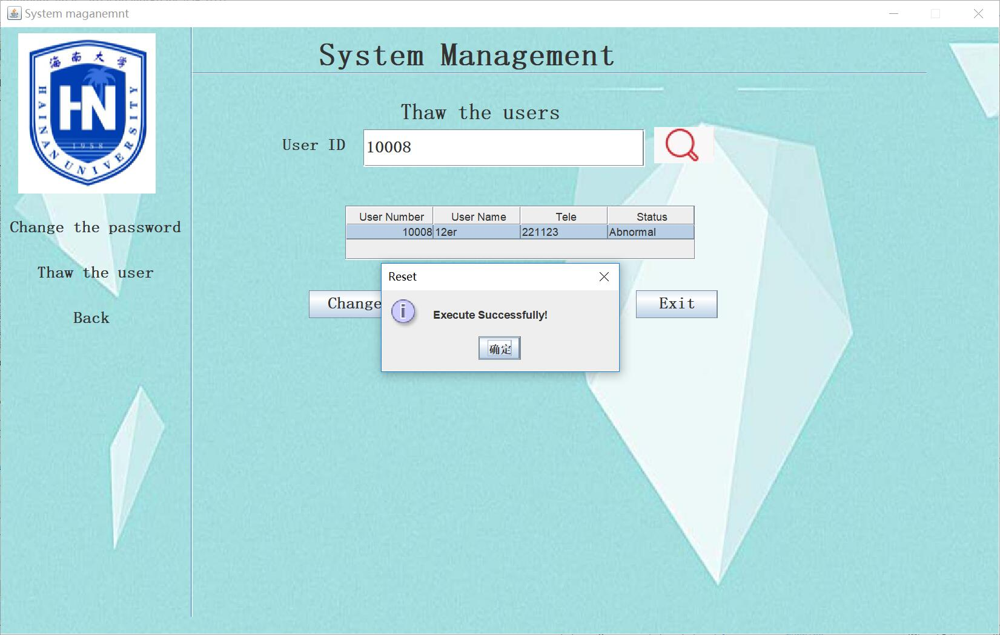 System maganemnt
海南大学
HAINAN UNIVERSITY
HN
1958
System Management
Thaw the users
User ID
10008
User Number User Name Tele Status
10008 12er 221123 Abnormal
Change the password
Thaw the user
Back
Change
Exit
Reset
i
Execute Successfully!
确定